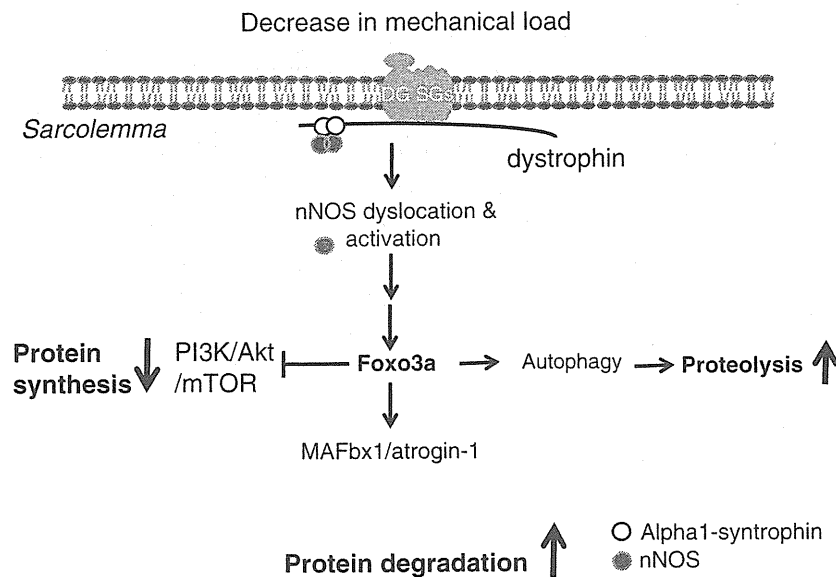 Decrease in mechanical load
DG SGs
Sarcolemma
dystrophin
nNOS dyslocation &
activation
Protein
synthesis
PI3K/Akt
/mTOR
Foxo3a
Autophagy
Proteolysis
MAFbx1/atrogin-1
Protein degradation
Alpha1-syntrophin
nNOS